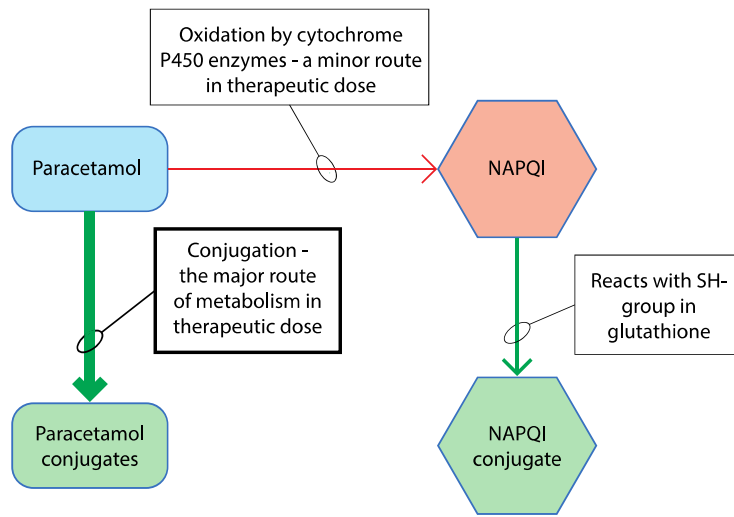 Oxidation by cytochrome
P450 enzymes - a minor route
in therapeutic dose
Paracetamol
NAPQI
Conjugation -
the major route
of metabolism in
therapeutic dose
Reacts with SH-
group in
glutathione
Paracetamol
conjugates
NAPQI
conjugate